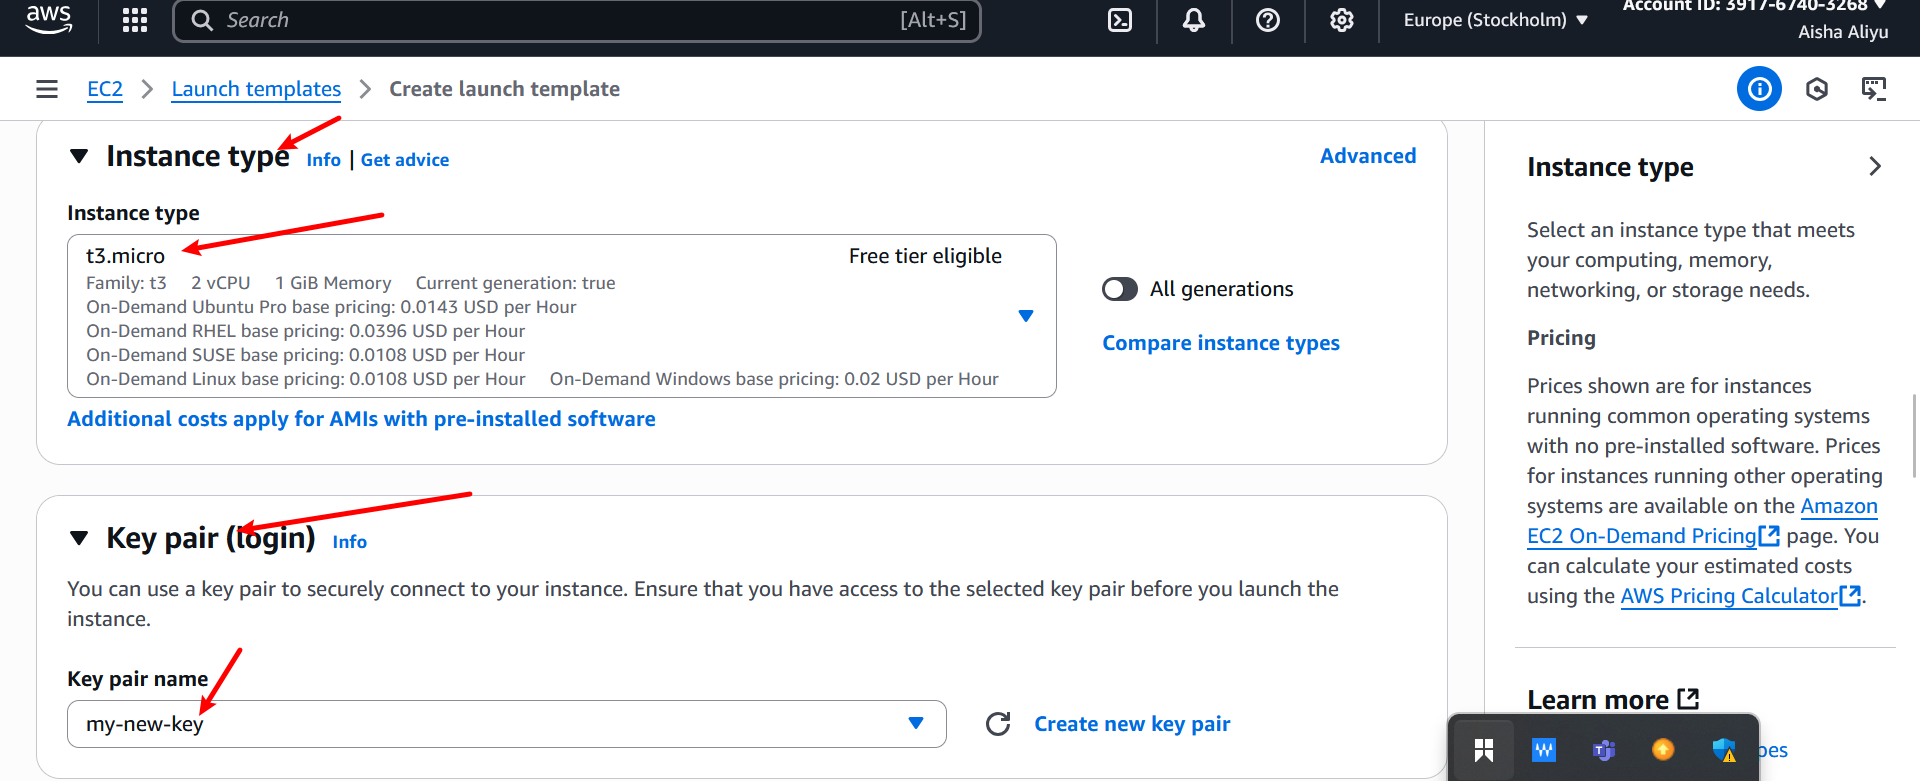 aws
Search
[Alt+S]
Europe (Stockholm)
Account ID: 3917-6740-3268
Aisha Aliyu
EC2
Launch templates
Create launch template
Instance type
Info | Get advice
Advanced
Instance type
t3.micro
Free tier eligible
Family: t3 2 vCPU 1 GiB Memory Current generation: true
On-Demand Ubuntu Pro base pricing: 0.0143 USD per Hour
On-Demand RHEL base pricing: 0.0396 USD per Hour
On-Demand SUSE base pricing: 0.0108 USD per Hour
On-Demand Linux base pricing: 0.0108 USD per Hour On-Demand Windows base pricing: 0.02 USD per Hour
All generations
Compare instance types
Additional costs apply for AMIs with pre-installed software
Key pair (login)
Info
You can use a key pair to securely connect to your instance. Ensure that you have access to the selected key pair before you launch the
instance.
Key pair name
my-new-key
Create new key pair
Instance type
Select an instance type that meets
your computing, memory,
networking, or storage needs.
Pricing
Prices shown are for instances
running common operating systems
with no pre-installed software. Prices
for instances running other operating
systems are available on the Amazon
EC2 On-Demand Pricing page. You
can calculate your estimated costs
using the AWS Pricing Calculator.
Learn more